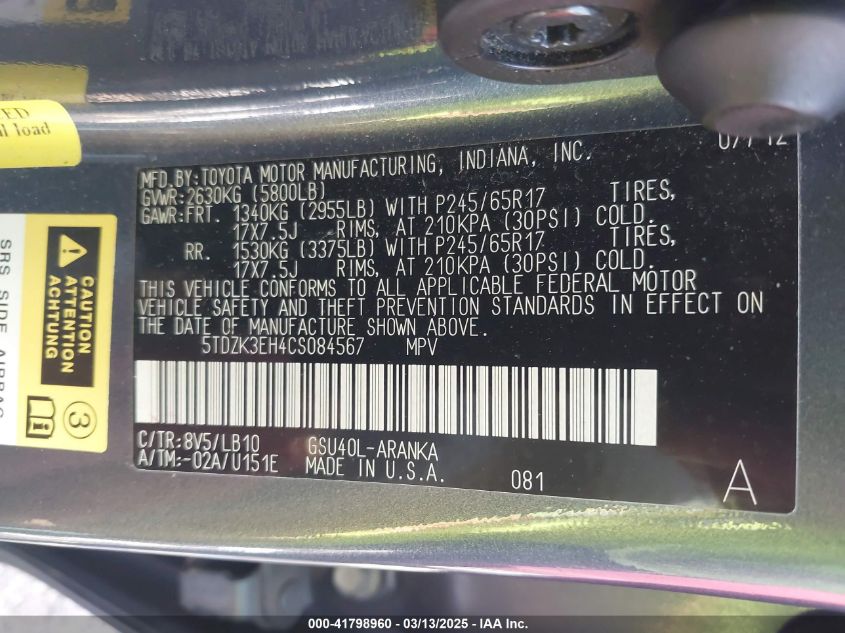 07/12
MFD.BY:TOYOTA MOTOR MANUFACTURING, INDIANA, INC.
GVWR:2630KG (5800LB)
GAWR:FRT. 1340KG (2955LB) WITH P245/65R17 TIRES,
17X7.5J RIMS, AT 210KPA (30PSI) COLD.
RR. 1530KG (3375LB) WITH P245/65R17 TIRES,
17X7.5J RIMS, AT 210KPA (30PSI) COLD.
THIS VEHICLE CONFORMS TO ALL APPLICABLE FEDERAL MOTOR
VEHICLE SAFETY AND THEFT PREVENTION STANDARDS IN EFFECT ON
THE DATE OF MANUFACTURE SHOWN ABOVE.
5TDZK3EH4CS084567 MPV
C/TR:8V5/LB10 GSU40L-ARANKA
A/TM:-02A/U151E MADE IN U.S.A.
081 A
load
CAUTION
ATTENTION
ACHTUNG
3
SRS SIDE AIRBAG
000-41798960 - 03/13/2025 - IAA Inc.